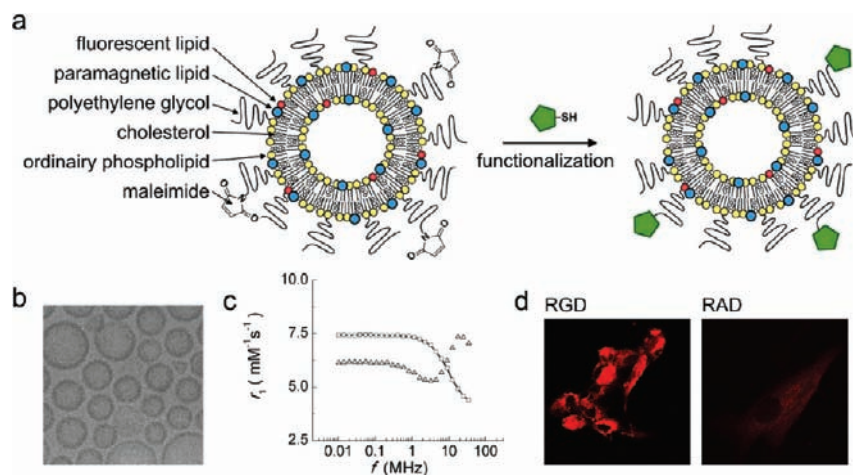 a
fluorescent lipid
paramagnetic lipid
polyethylene glycol
cholesterol
ordinairy phospholipid
maleimide
O
N
O
O
N
O
O
N
O
SH
functionalization
b
c
10.0
7.5
5.0
2.5
r₁ ( mM⁻¹s⁻¹)
0.01 0.1 1 10 100
f (MHz)
d
RGD
RAD